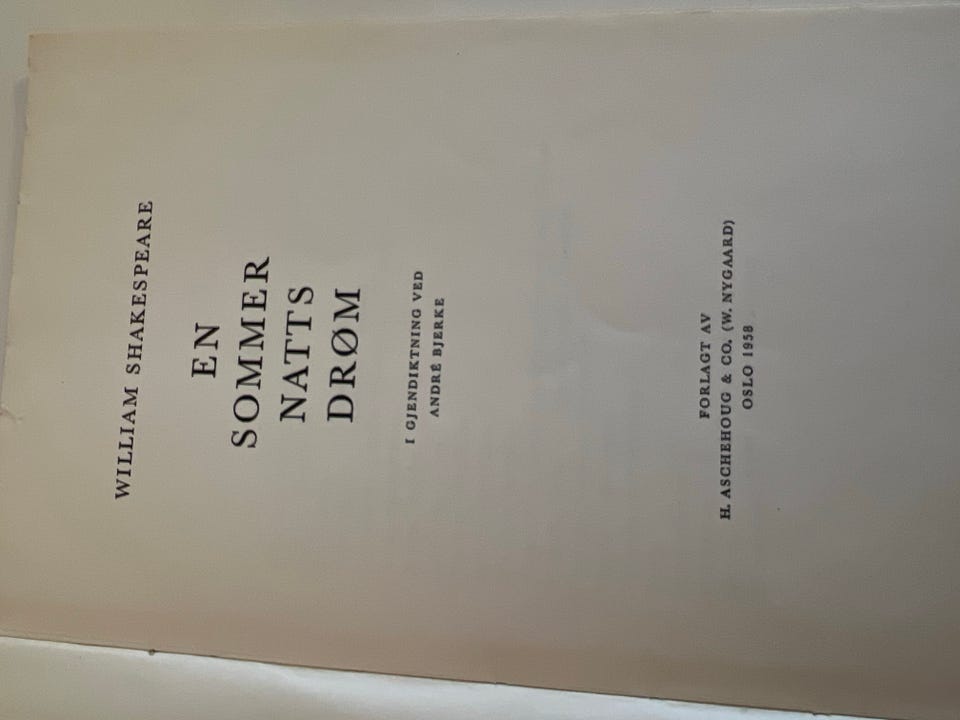 WILLIAM SHAKESPEARE
EN
SOMMER
NATTS
DRØM
I GJENDIKTNING VED
ANDRÉ BJERKE
FORLAGT AV
H. ASCHEHOUG & CO. (W. NYGAARD)
OSLO 1958